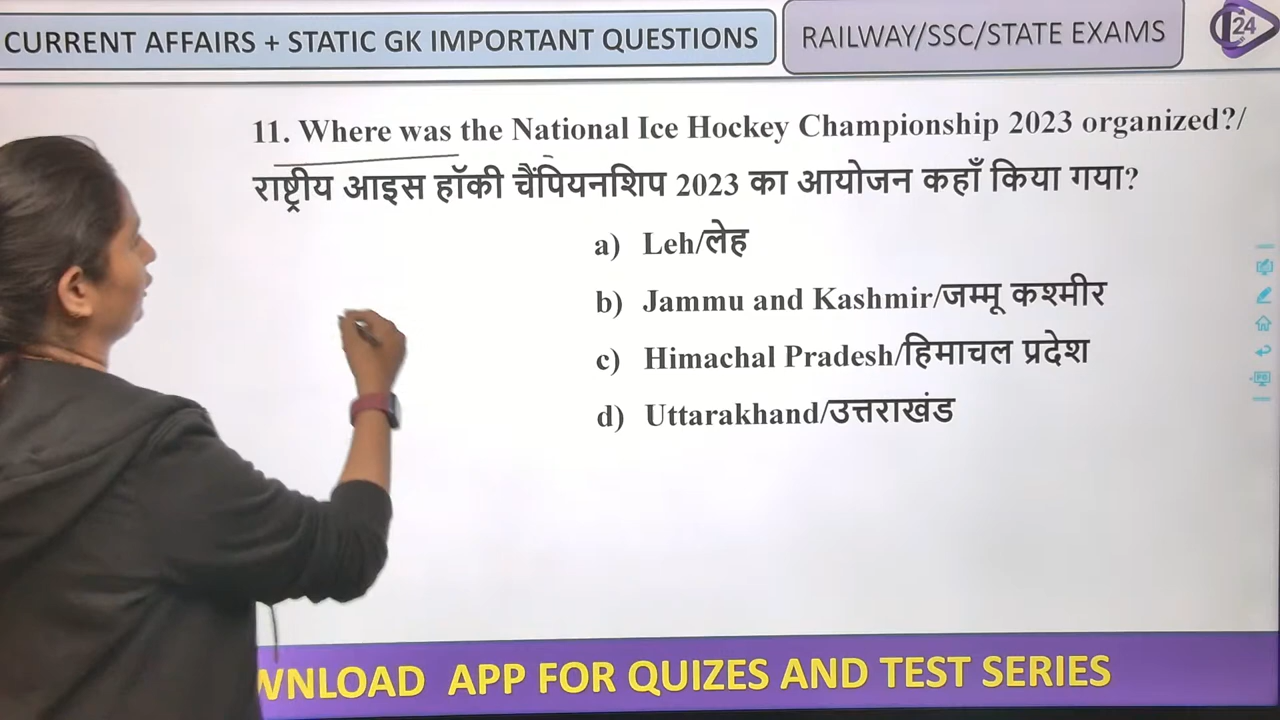 CURRENT AFFAIRS + STATIC GK IMPORTANT QUESTIONS
RAILWAY/SSC/STATE EXAMS
24
11. Where was the National Ice Hockey Championship 2023 organized?/
राष्ट्रीय आइस हॉकी चैंपियनशिप 2023 का आयोजन कहाँ किया गया?
a) Leh/लेह
b) Jammu and Kashmir/जम्मू कश्मीर
c) Himachal Pradesh/हिमाचल प्रदेश
d) Uttarakhand/उत्तराखंड
WNLOAD APP FOR QUIZES AND TEST SERIES